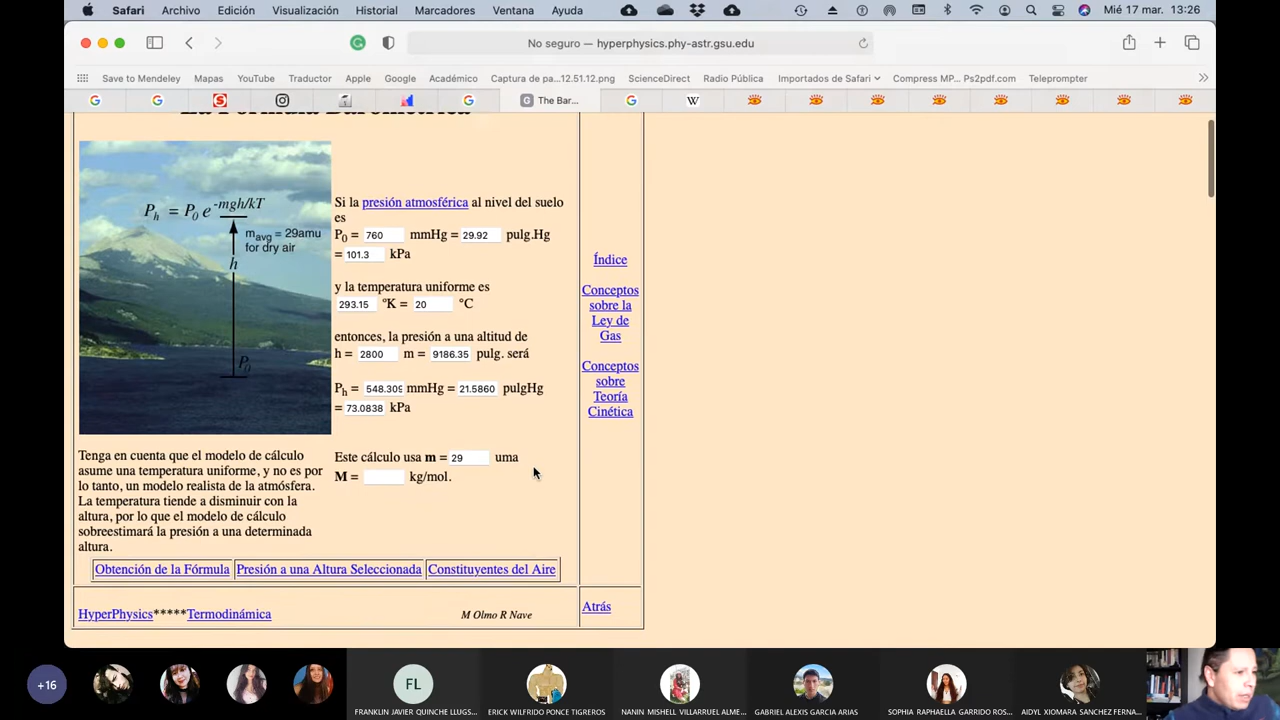 Safari Archivo Edición Visualización Historial Marcadores Ventana Ayuda Mié 17 mar. 13:26
No seguro — hyperphysics.phy-astr.gsu.edu
Save to Mendeley Mapas YouTube Traductor Apple Google Académico Captura de pa...12.51.12.png ScienceDirect Radio Pública Importados de Safari Compress MP... Ps2pdf.com Teleprompter
G G S G G The Bar... G W
La Fórmula Barométrica
Ph = P0 e -mgh/kT
mavg = 29amu
for dry air
h
P0
Si la presión atmosférica al nivel del suelo
es
P0 = 760 mmHg = 29.92 pulg.Hg
= 101.3 kPa
y la temperatura uniforme es
293.15 ºK = 20 °C
entonces, la presión a una altitud de
h = 2800 m = 9186.35 pulg. será
Ph = 548.309 mmHg = 21.5860 pulgHg
= 73.0838 kPa
Este cálculo usa m = 29 uma
M = kg/mol.
Tenga en cuenta que el modelo de cálculo
asume una temperatura uniforme, y no es por
lo tanto, un modelo realista de la atmósfera.
La temperatura tiende a disminuir con la
altura, por lo que el modelo de cálculo
sobreestimará la presión a una determinada
altura.
Obtención de la Fórmula Presión a una Altura Seleccionada Constituyentes del Aire
Índice
Conceptos
sobre la
Ley de
Gas
Conceptos
sobre
Teoría
Cinética
HyperPhysics*****Termodinámica M Olmo R Nave
Atrás
+16
FL
FRANKLIN JAVIER QUINCHE LLUGS... ERICK WILFRIDO PONCE TIGREROS NANIN MISHELL VILLARRUEL ALME... GABRIEL ALEXIS GARCIA ARIAS SOPHIA RAPHAELLA GARRIDO ROS... AIDYL XIOMARA SANCHEZ FERNA...